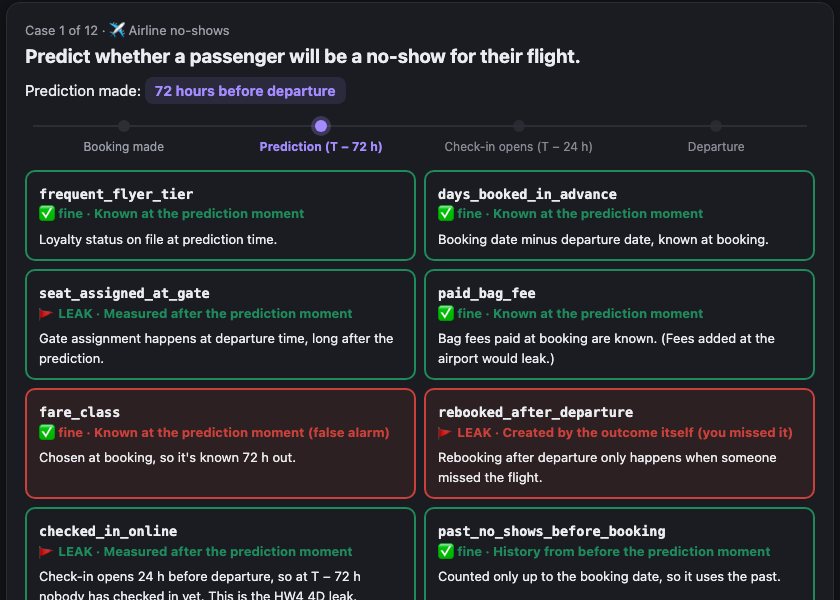 Case 1 of 12 · ✈️ Airline no-shows
Predict whether a passenger will be a no-show for their flight.
Prediction made: 72 hours before departure
Booking made
Prediction (T – 72 h)
Check-in opens (T – 24 h)
Departure
frequent_flyer_tier
✅ fine · Known at the prediction moment
Loyalty status on file at prediction time.
days_booked_in_advance
✅ fine · Known at the prediction moment
Booking date minus departure date, known at booking.
seat_assigned_at_gate
🚩 LEAK · Measured after the prediction moment
Gate assignment happens at departure time, long after the
prediction.
paid_bag_fee
✅ fine · Known at the prediction moment
Bag fees paid at booking are known. (Fees added at the
airport would leak.)
fare_class
✅ fine · Known at the prediction moment (false alarm)
Chosen at booking, so it's known 72 h out.
rebooked_after_departure
🚩 LEAK · Created by the outcome itself (you missed it)
Rebooking after departure only happens when someone
missed the flight.
checked_in_online
🚩 LEAK · Measured after the prediction moment
Check-in opens 24 h before departure, so at T – 72 h
nobody has checked in yet. This is the HW4 4D leak.
past_no_shows_before_booking
✅ fine · History from before the prediction moment
Counted only up to the booking date, so it uses the past.